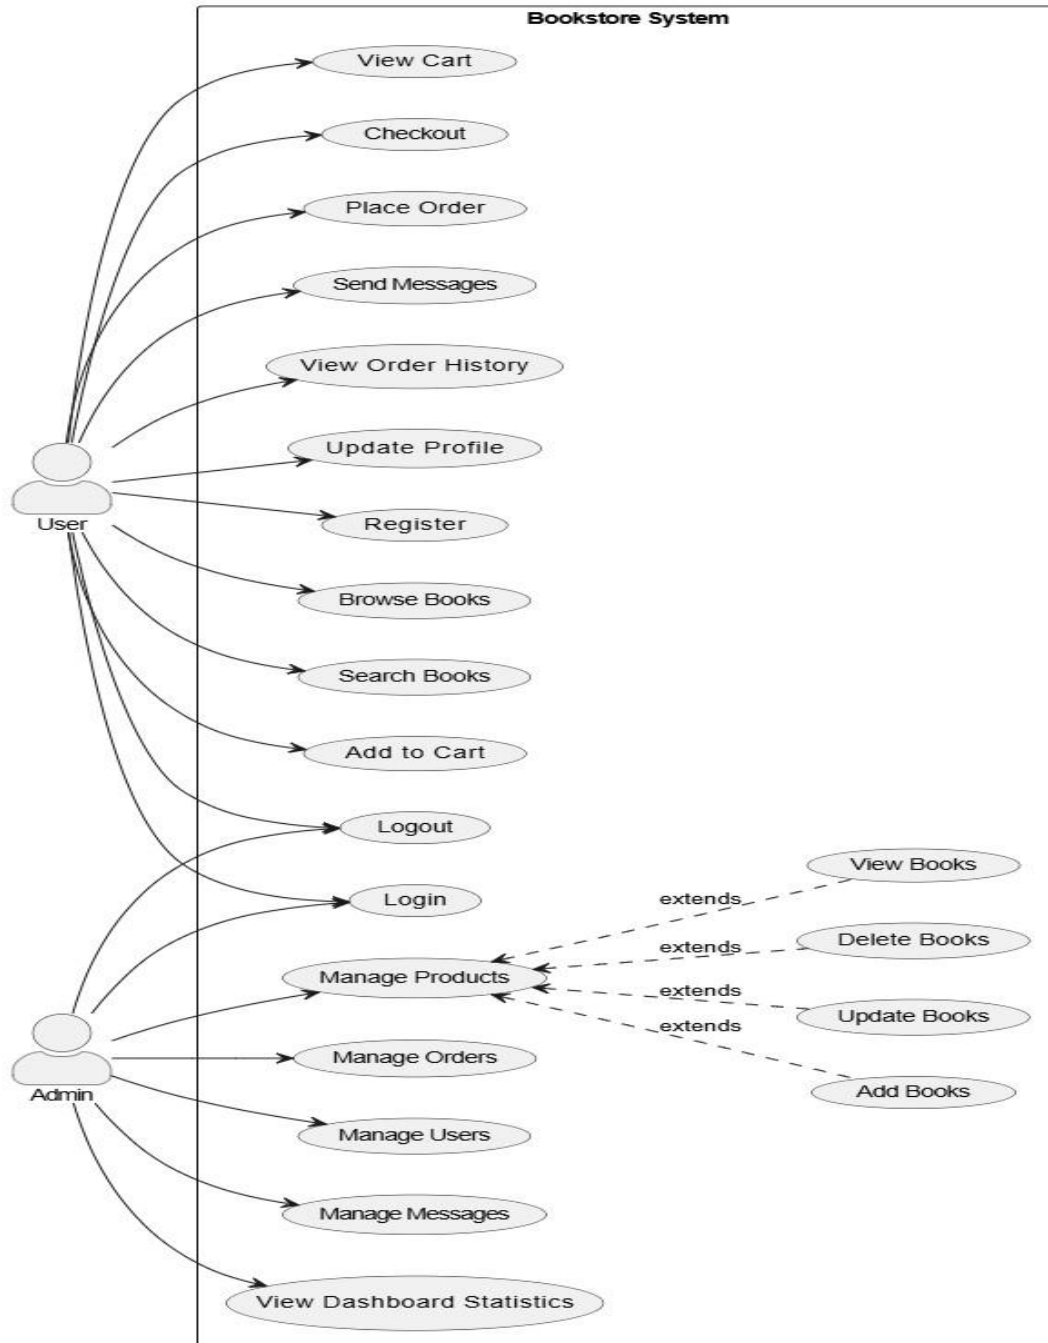 Bookstore System
View Cart
Checkout
Place Order
Send Messages
View Order History
Update Profile
User
Register
Browse Books
Search Books
Add to Cart
Logout
View Books
Login
extends
Delete Books
extends
Manage Products
extends
Update Books
extends
Manage Orders
Add Books
Admin
Manage Users
Manage Messages
View Dashboard Statistics